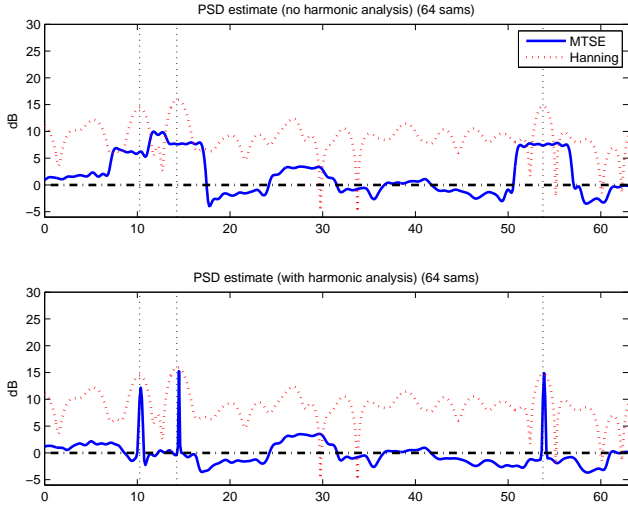 PSD estimate (no harmonic analysis) (64 sams)
30
25
20
15
10
5
0
−5
dB
MTSE
Hanning
0 10 20 30 40 50 60
PSD estimate (with harmonic analysis) (64 sams)
30
25
20
15
10
5
0
−5
dB
0 10 20 30 40 50 60